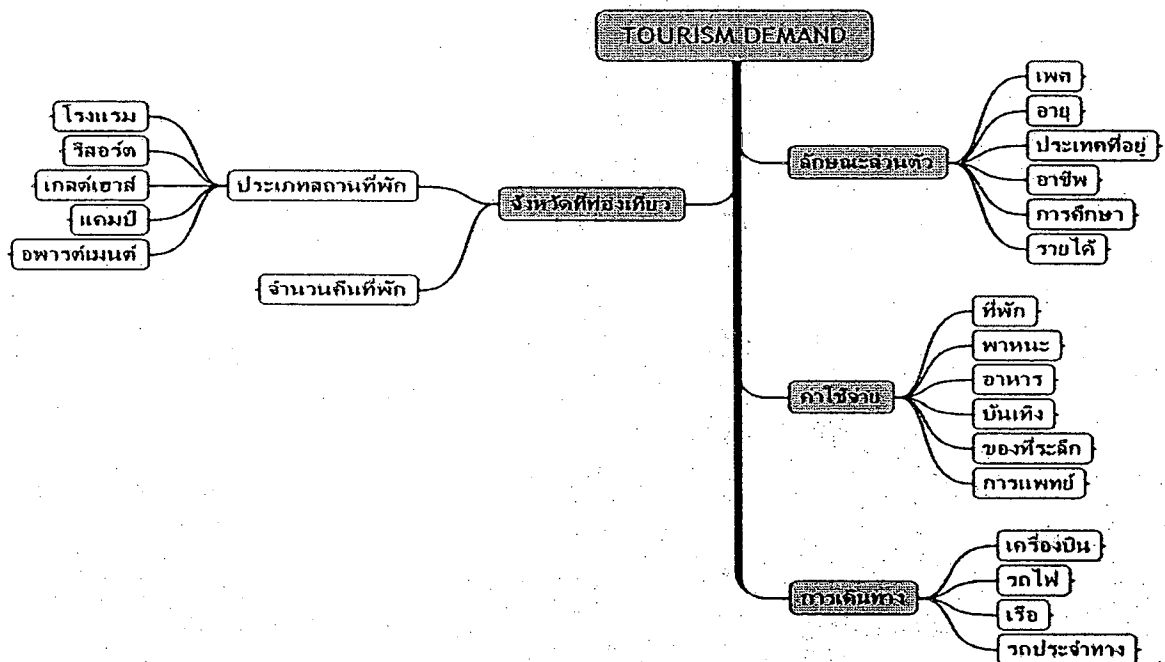 TOURISM DEMAND
โรงแรม
รีสอร์ต
เกสต์เฮาส์
แคมป์
อพาร์ตเมนต์
ประเภทสถานที่พัก
จำนวนคืนที่พัก
จังหวัดที่ท่องเที่ยว
ลักษณะส่วนตัว
เพศ
อายุ
ประเทศที่อยู่
อาชีพ
การศึกษา
รายได้
ค่าใช้จ่าย
ที่พัก
พาหนะ
อาหาร
บันเทิง
ของที่ระลึก
การแพทย์
การเดินทาง
เครื่องบิน
รถไฟ
เรือ
รถประจำทาง